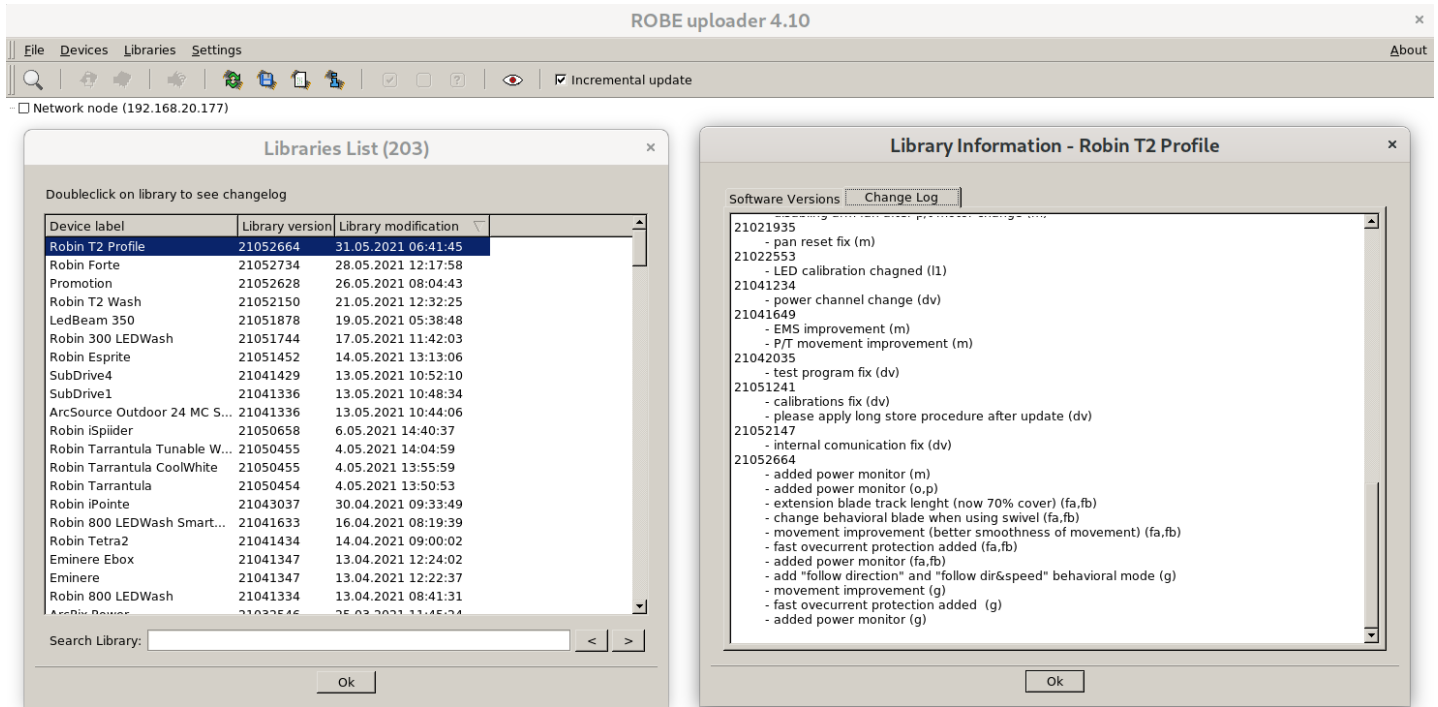 ROBE uploader 4.10
File Devices Libraries Settings About
Incremental update
Network node (192.168.20.177)
Libraries List (203)
Doubleclick on library to see changelog
Device label Library version Library modification
Robin T2 Profile 21052664 31.05.2021 06:41:45
Robin Forte 21052734 28.05.2021 12:17:58
Promotion 21052628 26.05.2021 08:04:43
Robin T2 Wash 21052150 21.05.2021 12:32:25
LedBeam 350 21051878 19.05.2021 05:38:48
Robin 300 LEDWash 21051744 17.05.2021 11:42:03
Robin Esprite 21051452 14.05.2021 13:13:06
SubDrive4 21041429 13.05.2021 10:52:10
SubDrive1 21041336 13.05.2021 10:48:34
ArcSource Outdoor 24 MC S... 21041336 13.05.2021 10:44:06
Robin iSpiider 21050658 6.05.2021 14:40:37
Robin Tarrantula Tunable W... 21050455 4.05.2021 14:04:59
Robin Tarrantula CoolWhite 21050455 4.05.2021 13:55:59
Robin Tarrantula 21050454 4.05.2021 13:50:53
Robin iPointe 21043037 30.04.2021 09:33:49
Robin 800 LEDWash Smart... 21041633 16.04.2021 08:19:39
Robin Tetra2 21041434 14.04.2021 09:00:02
Eminere Ebox 21041347 13.04.2021 12:24:02
Eminere 21041347 13.04.2021 12:22:37
Robin 800 LEDWash 21041334 13.04.2021 08:41:31
ArcPix Power 21032546 25.03.2021 11:45:24
Search Library: < >
Ok
Library Information - Robin T2 Profile
Software Versions Change Log
21021935
- pan reset fix (m)
21022553
- LED calibration chagned (l1)
21041234
- power channel change (dv)
21041649
- EMS improvement (m)
- P/T movement improvement (m)
21042035
- test program fix (dv)
21051241
- calibrations fix (dv)
- please apply long store procedure after update (dv)
21052147
- internal comunication fix (dv)
21052664
- added power monitor (m)
- added power monitor (o,p)
- extension blade track lenght (now 70% cover) (fa,fb)
- change behavioral blade when using swivel (fa,fb)
- movement improvement (better smoothness of movement) (fa,fb)
- fast ovecurrent protection added (fa,fb)
- added power monitor (fa,fb)
- add "follow direction" and "follow dir&speed" behavioral mode (g)
- movement improvement (g)
- fast ovecurrent protection added (g)
- added power monitor (g)
Ok